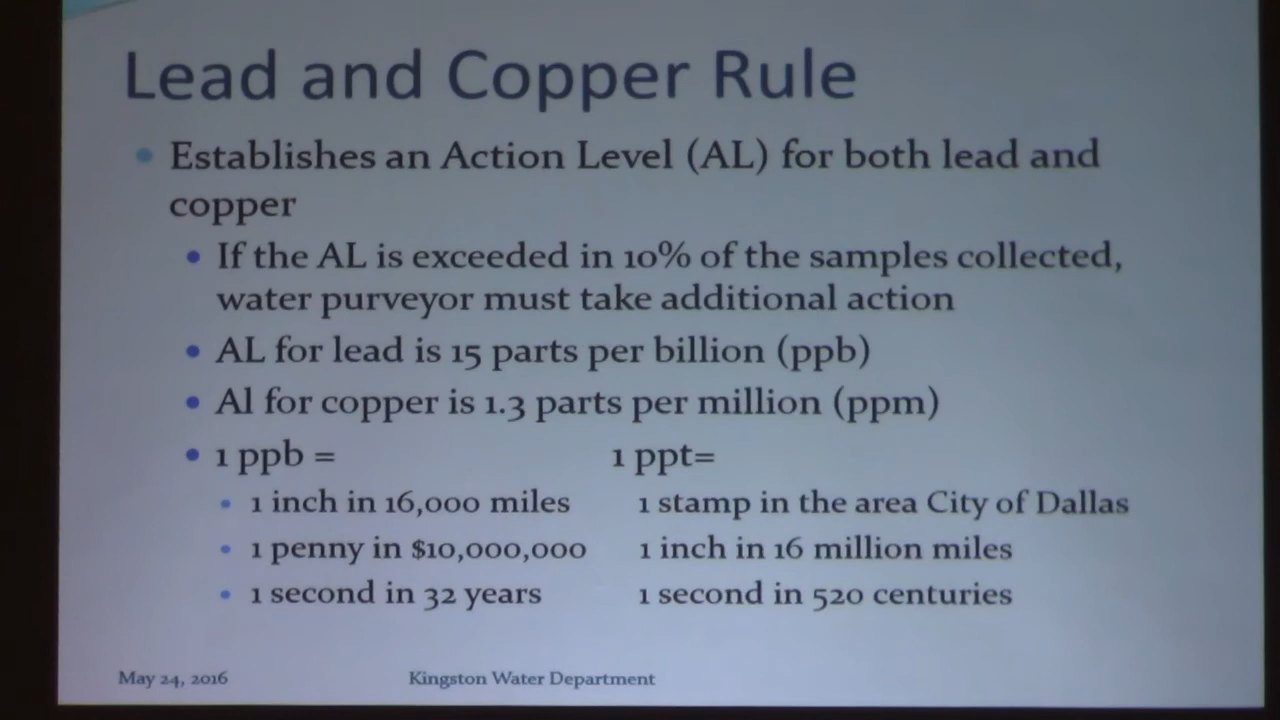 Lead and Copper Rule
Establishes an Action Level (AL) for both lead and
copper
If the AL is exceeded in 10% of the samples collected,
water purveyor must take additional action
AL for lead is 15 parts per billion (ppb)
Al for copper is 1.3 parts per million (ppm)
1 ppb = 1 ppt=
1 inch in 16,000 miles 1 stamp in the area City of Dallas
1 penny in $10,000,000 1 inch in 16 million miles
1 second in 32 years 1 second in 520 centuries
May 24, 2016 Kingston Water Department